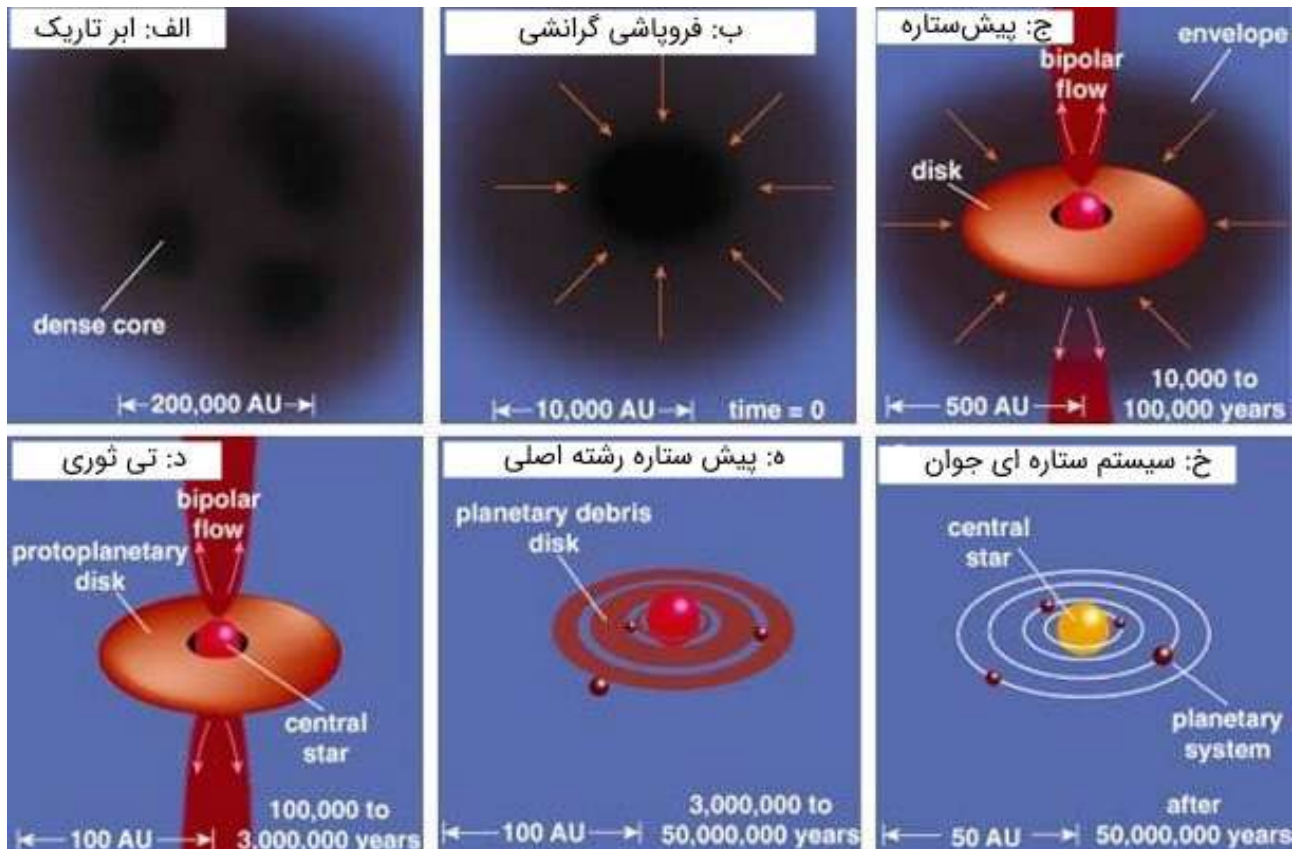 الف: ابر تاریک
dense core
200,000 AU
ب: فروپاشی گرانشی
10,000 AU
time = 0
ج: پیش‌ستاره
envelope
bipolar
flow
disk
500 AU
10,000 to
100,000 years
د: تی ثوری
bipolar
flow
protoplanetary
disk
central
star
100 AU
100,000 to
3,000,000 years
ه: پیش ستاره رشته اصلی
planetary debris
disk
100 AU
3,000,000 to
50,000,000 years
خ: سیستم ستاره ای جوان
central
star
planetary
system
50 AU
after
50,000,000 years